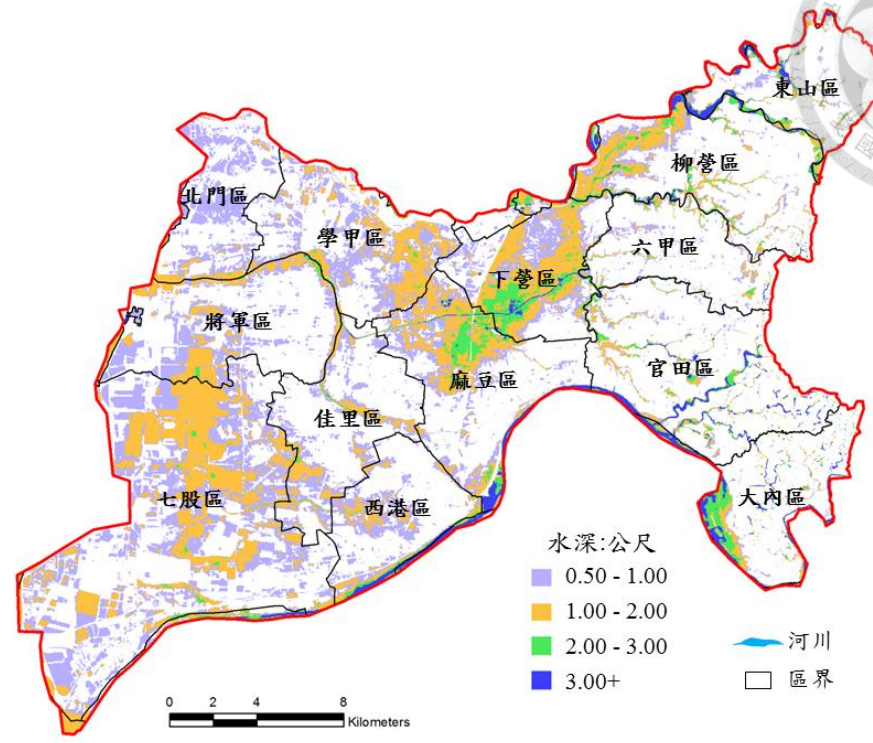 東山區
柳營區
北門區
學甲區
六甲區
下營區
將軍區
官田區
麻豆區
佳里區
七股區
西港區
大內區
水深:公尺
0.50 - 1.00
1.00 - 2.00
2.00 - 3.00
3.00+
河川
區界
0 2 4 8
Kilometers